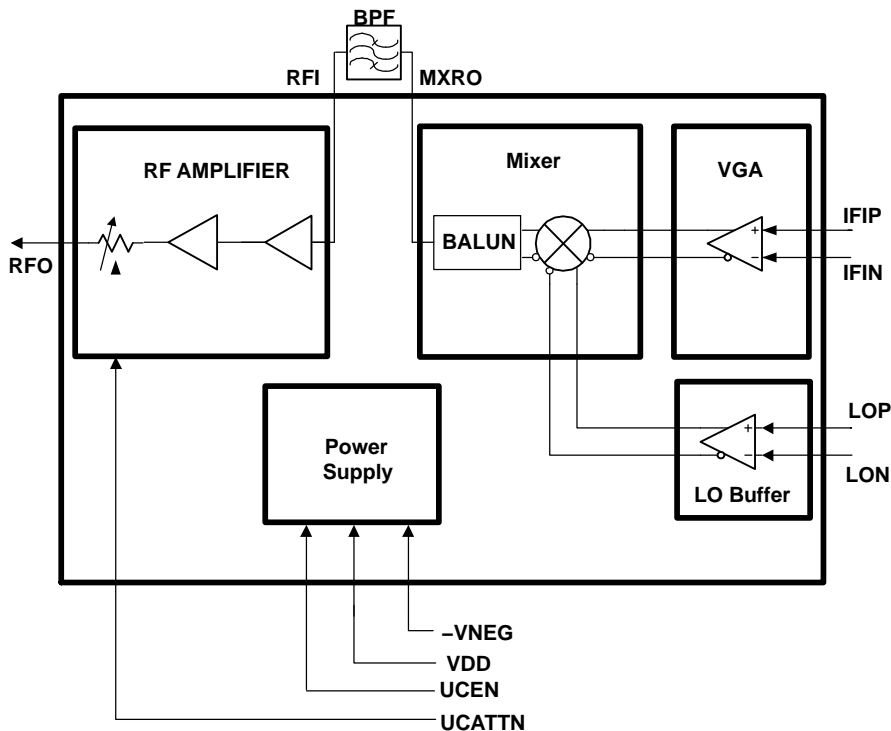 BPF
RFI
MXRO
RF AMPLIFIER
Mixer
VGA
BALUN
+
−
IFIP
IFIN
RFO
Power
Supply
+
−
LOP
LON
LO Buffer
−VNEG
VDD
UCEN
UCATTN